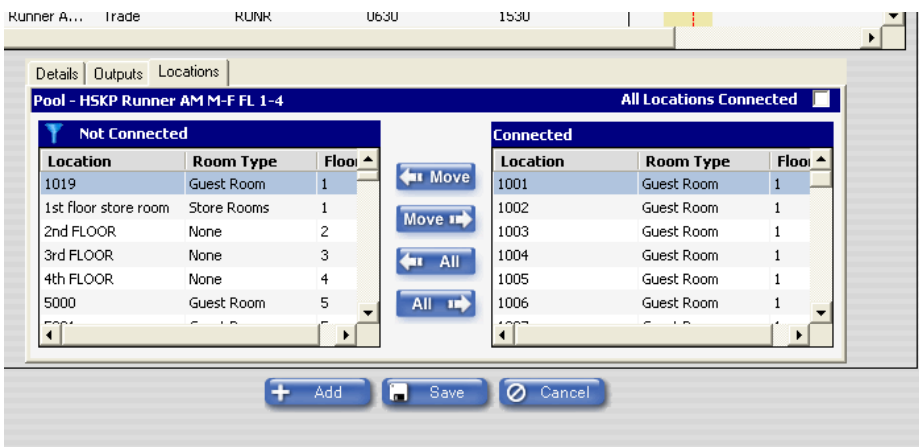 Runner A... Trade RUNR 0630 1530
Details Outputs Locations
Pool - HSKP Runner AM M-F FL 1-4 All Locations Connected
Not Connected
Location Room Type Floor
1019 Guest Room 1
1st floor store room Store Rooms 1
2nd FLOOR None 2
3rd FLOOR None 3
4th FLOOR None 4
5000 Guest Room 5
Move
Move
All
All
Connected
Location Room Type Floor
1001 Guest Room 1
1002 Guest Room 1
1003 Guest Room 1
1004 Guest Room 1
1005 Guest Room 1
1006 Guest Room 1
Add Save Cancel